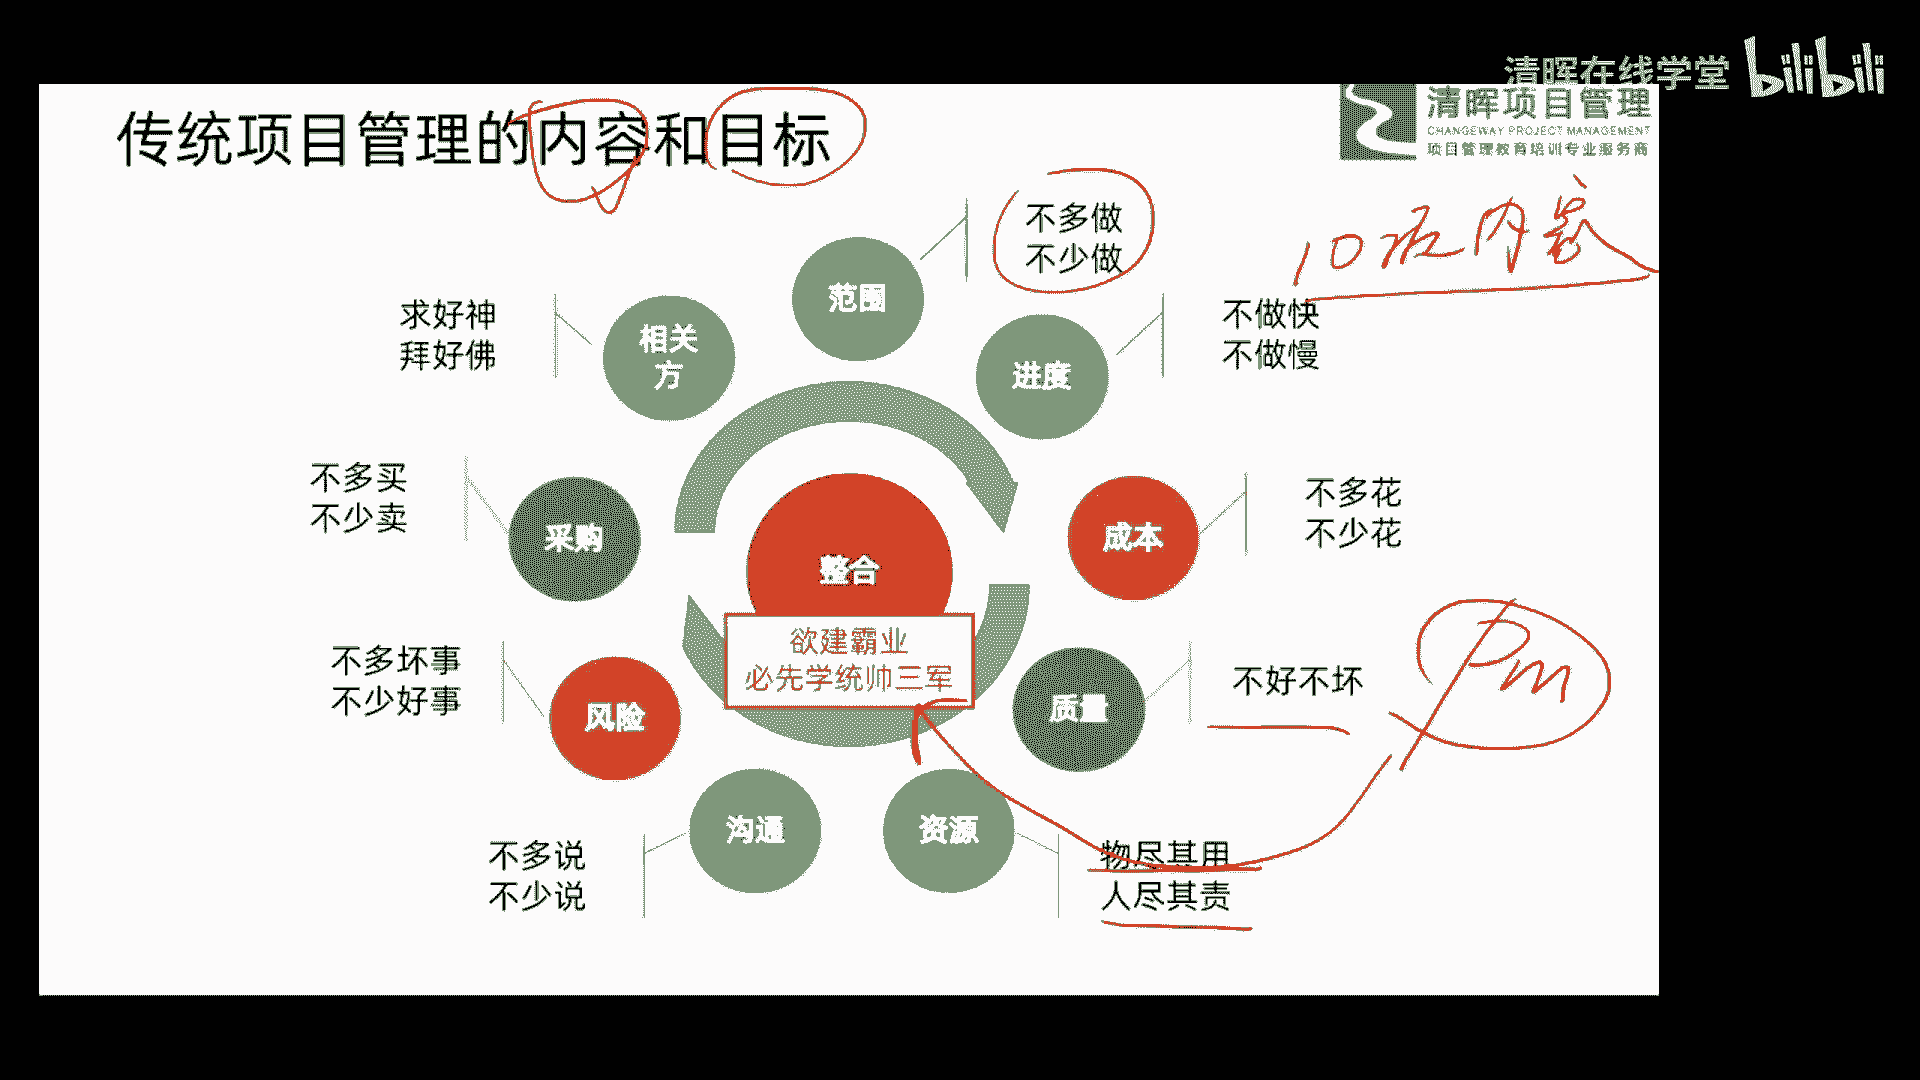 清晖在线学堂 bilibili
传统项目管理的内容和目标
清晖项目管理
CHANGEWAY PROJECT MANAGEMENT
项目管理教育培训专业服务商
10项内容
不多做
不少做
范围
求好神
拜好佛
相关
方
进度
不做快
不做慢
不多买
不少卖
采购
整合
欲建霸业
必先学统帅三军
成本
不多花
不少花
不多坏事
不少好事
风险
质量
不好不坏
Pm
不多说
不少说
沟通
资源
物尽其用
人尽其责